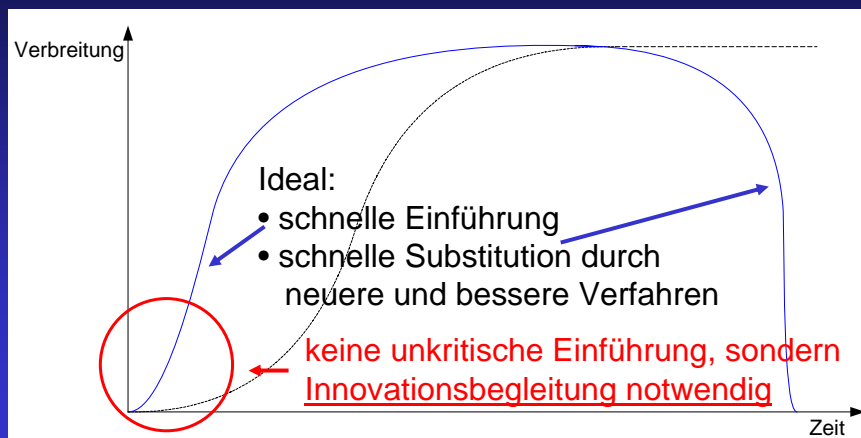 Verbreitung
Ideal:
• schnelle Einführung
• schnelle Substitution durch
neuere und bessere Verfahren
keine unkritische Einführung, sondern
Innovationsbegleitung notwendig
Zeit